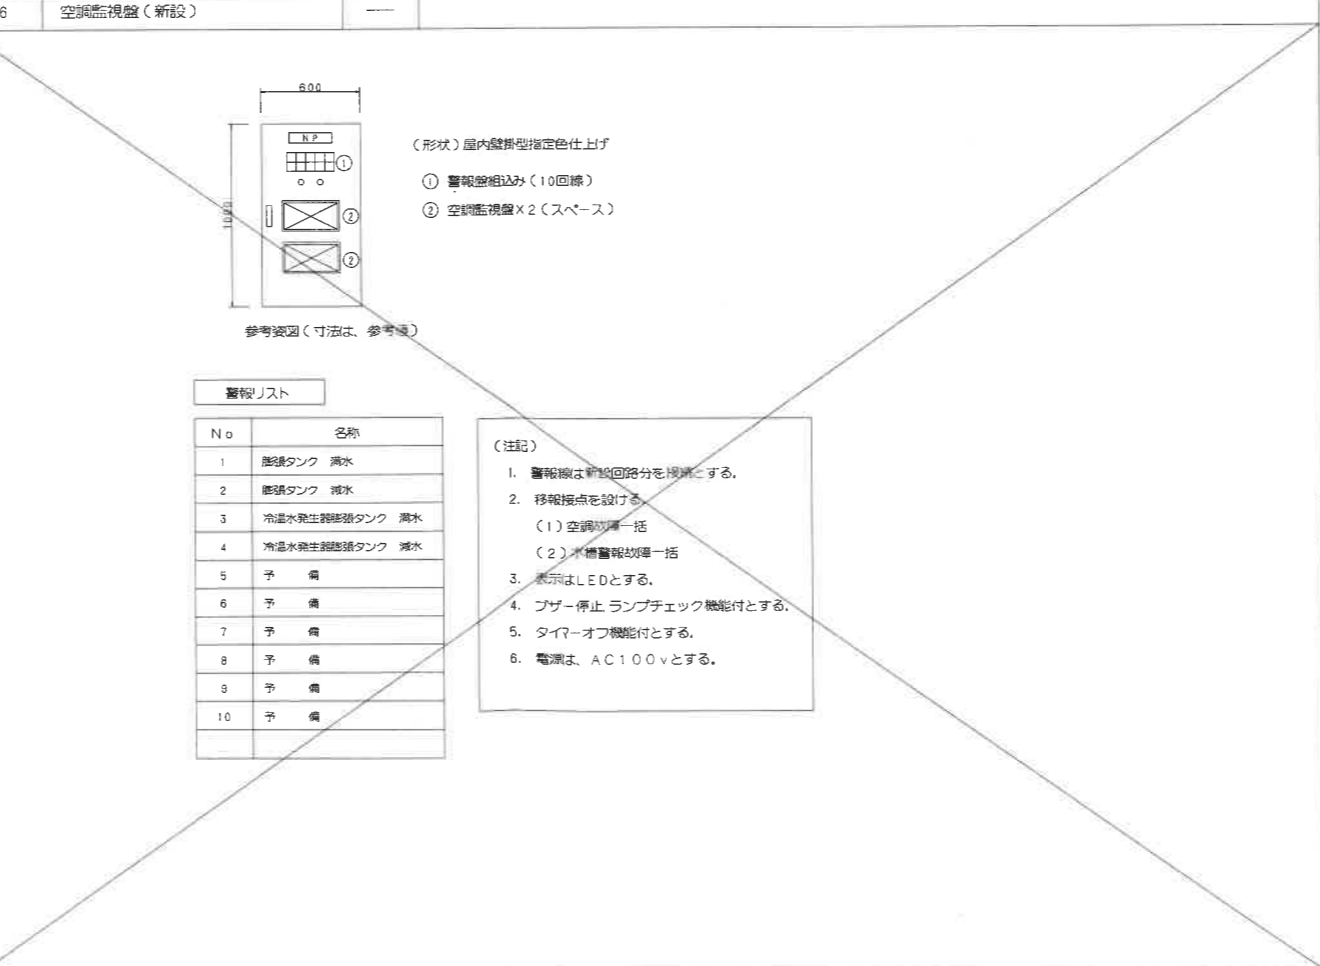 6 空調監視盤(新設)
600
NP
①
②
②
(形状)屋内壁掛型指定色仕上げ
① 警報盤組込み(10回線)
② 空調監視盤X2(スペース)
参考姿図(寸法は、参考値)
警報リスト
No 名称
1 膨張タンク 満水
2 膨張タンク 減水
3 冷温水発生器膨張タンク 満水
4 冷温水発生器膨張タンク 減水
5 予 備
6 予 備
7 予 備
8 予 備
9 予 備
10 予 備
(注記)
1. 警報線は新設回路分を接続とする。
2. 移報接点を設ける。
(1)空調故障一括
(2)水槽警報故障一括
3. 表示はLEDとする。
4. ブザー停止 ランプチェック機能付とする。
5. タイマーオフ機能付とする。
6. 電源は、AC100vとする。